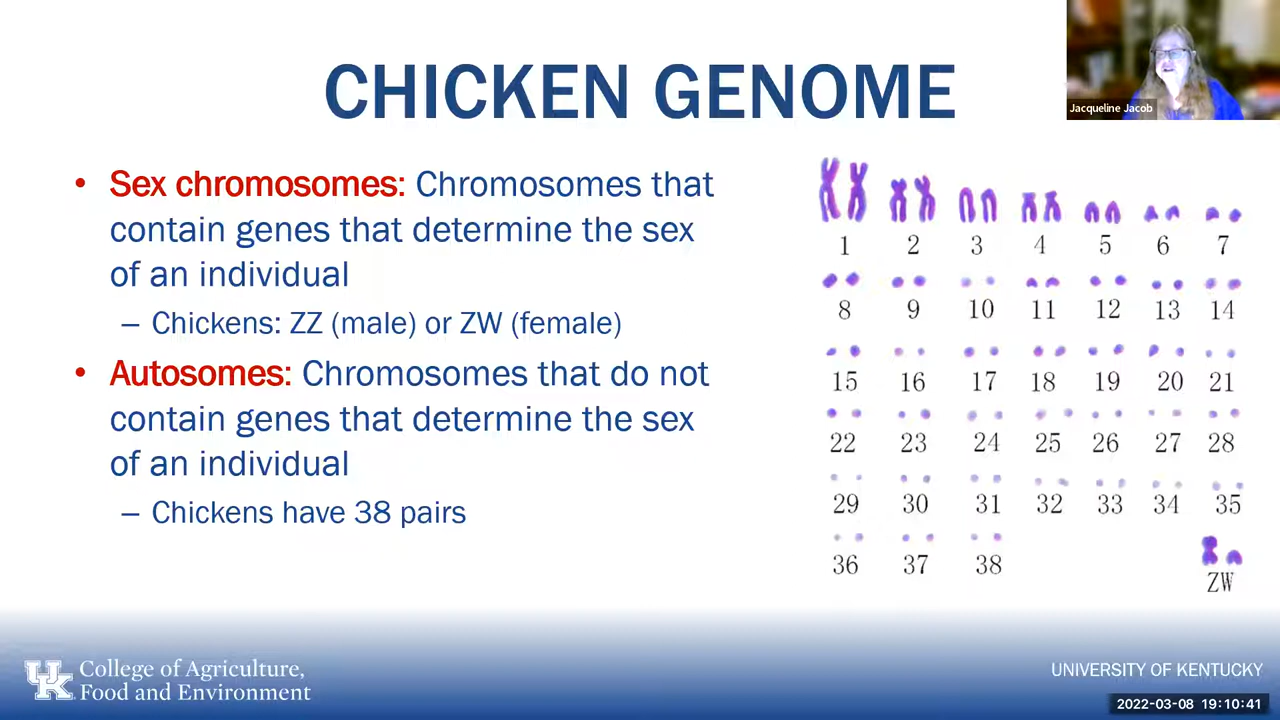 CHICKEN GENOME
Jacqueline Jacob
• Sex chromosomes: Chromosomes that
contain genes that determine the sex
of an individual
– Chickens: ZZ (male) or ZW (female)
• Autosomes: Chromosomes that do not
contain genes that determine the sex
of an individual
– Chickens have 38 pairs
1 2 3 4 5 6 7
8 9 10 11 12 13 14
15 16 17 18 19 20 21
22 23 24 25 26 27 28
29 30 31 32 33 34 35
36 37 38
ZW
UK
College of Agriculture,
Food and Environment
UNIVERSITY OF KENTUCKY
2022-03-08 19:10:41